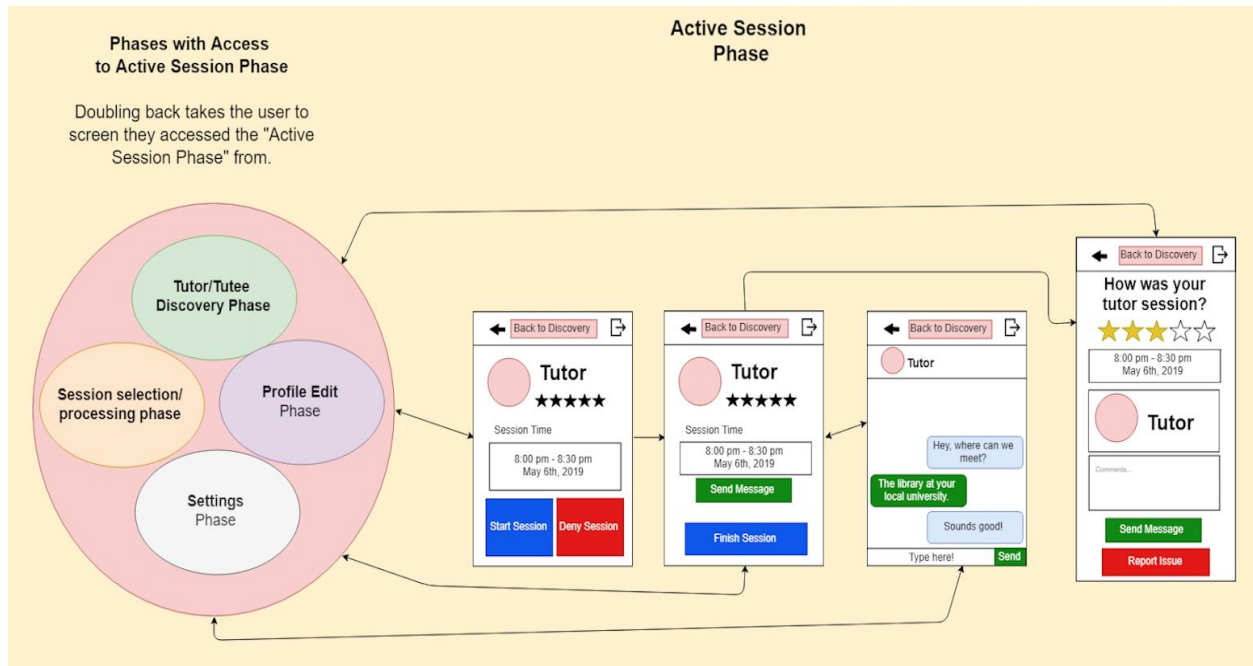 Phases with Access
to Active Session Phase
Doubling back takes the user to
screen they accessed the "Active
Session Phase" from.
Active Session
Phase
Tutor/Tutee
Discovery Phase
Session selection/
processing phase
Profile Edit
Phase
Settings
Phase
Back to Discovery
Tutor
Session Time
8:00 pm - 8:30 pm
May 6th, 2019
Start Session
Deny Session
Back to Discovery
Tutor
Session Time
8:00 pm - 8:30 pm
May 6th, 2019
Send Message
Finish Session
Back to Discovery
Tutor
Hey, where can we
meet?
The library at your
local university.
Sounds good!
Type here!
Send
Back to Discovery
How was your
tutor session?
8:00 pm - 8:30 pm
May 6th, 2019
Tutor
Comments...
Send Message
Report Issue